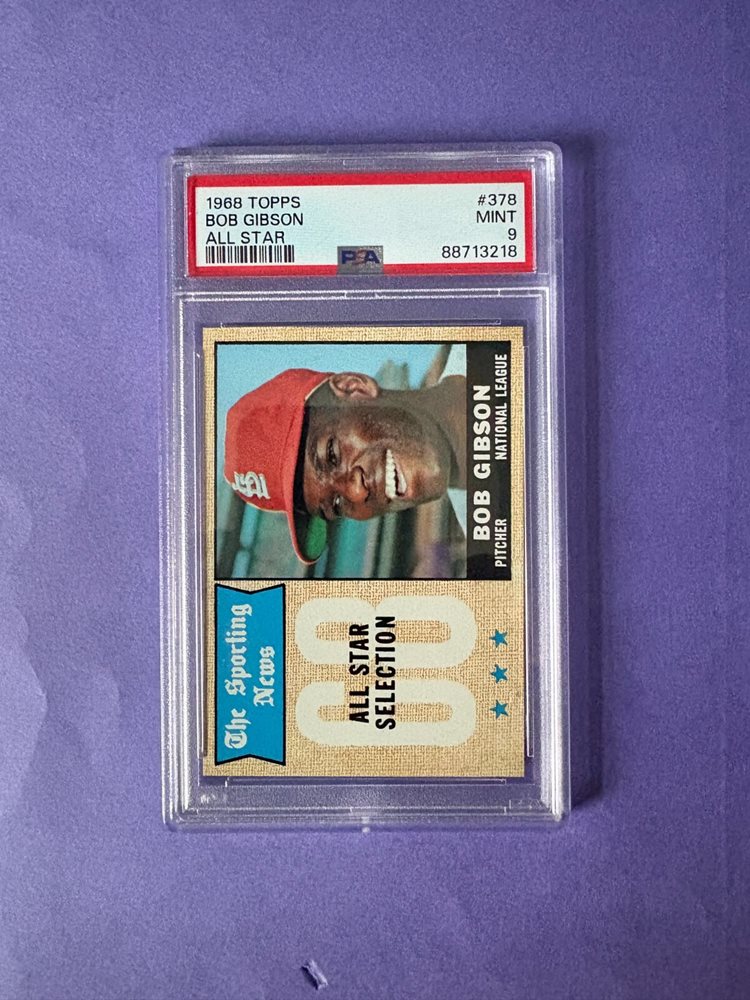 1968 TOPPS #378
BOB GIBSON MINT
ALL STAR 9
PSA 88713218
The Sporting
News
68
ALL STAR
SELECTION
StL
BOB GIBSON
PITCHER NATIONAL LEAGUE